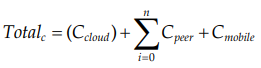 Total_c = (C_cloud) + ∑_{i=0}^{n} C_peer + C_mobile